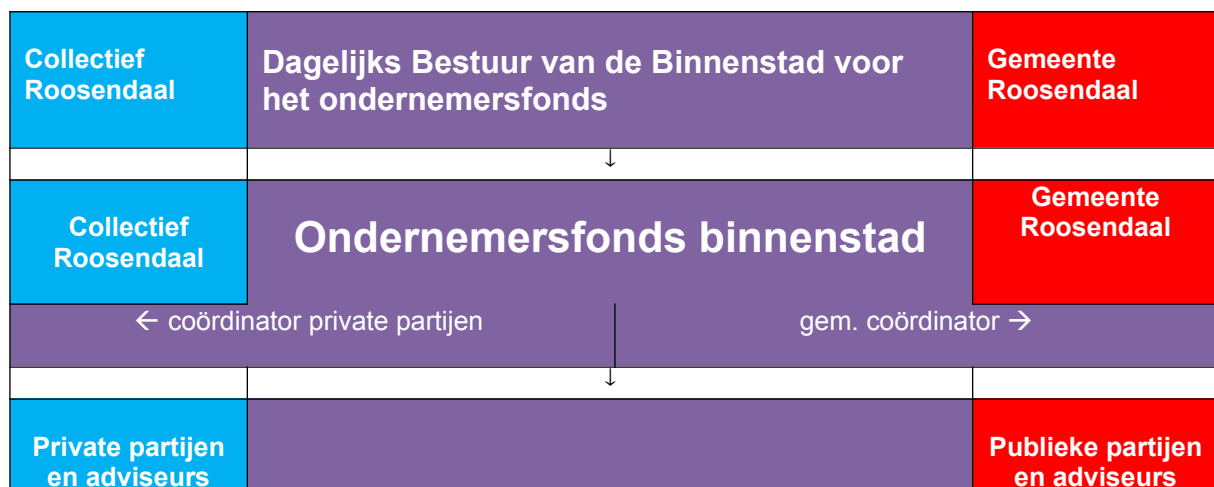 Collectief
Roosendaal
Dagelijks Bestuur van de Binnenstad voor
het ondernemersfonds
Gemeente
Roosendaal
↓
Collectief
Roosendaal
Ondernemersfonds binnenstad
Gemeente
Roosendaal
← coördinator private partijen
gem. coördinator →
↓
Private partijen
en adviseurs
Publieke partijen
en adviseurs